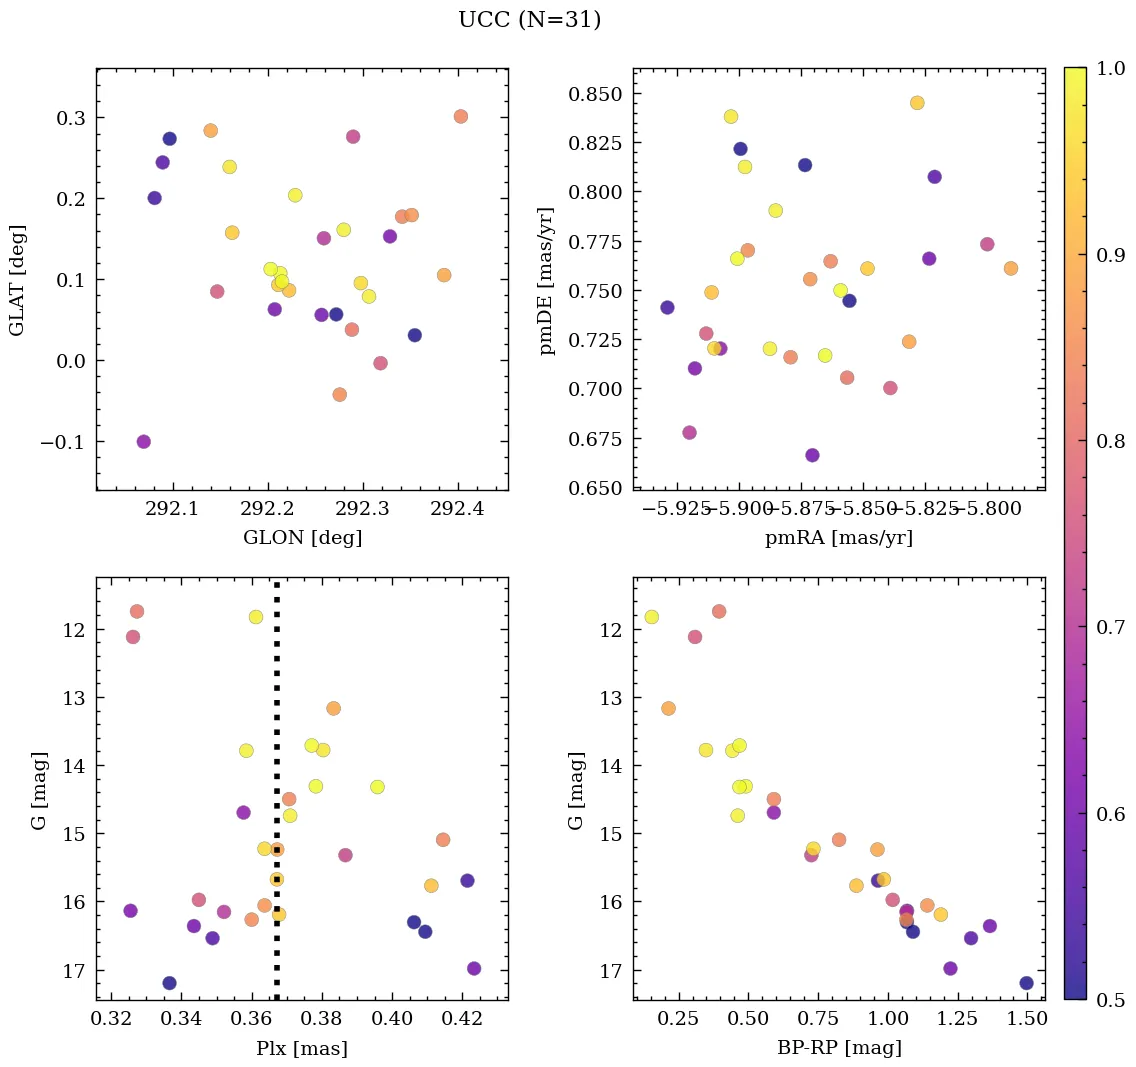 UCC (N=31)
0.3
0.2
0.1
0.0
−0.1
GLAT [deg]
292.1 292.2 292.3 292.4
GLON [deg]
0.850
0.825
0.800
0.775
0.750
0.725
0.700
0.675
0.650
pmDE [mas/yr]
−5.925 −5.900 −5.875 −5.850 −5.825 −5.800
pmRA [mas/yr]
12
13
14
15
16
17
G [mag]
0.32 0.34 0.36 0.38 0.40 0.42
Plx [mas]
12
13
14
15
16
17
G [mag]
0.25 0.50 0.75 1.00 1.25 1.50
BP-RP [mag]
1.0
0.9
0.8
0.7
0.6
0.5